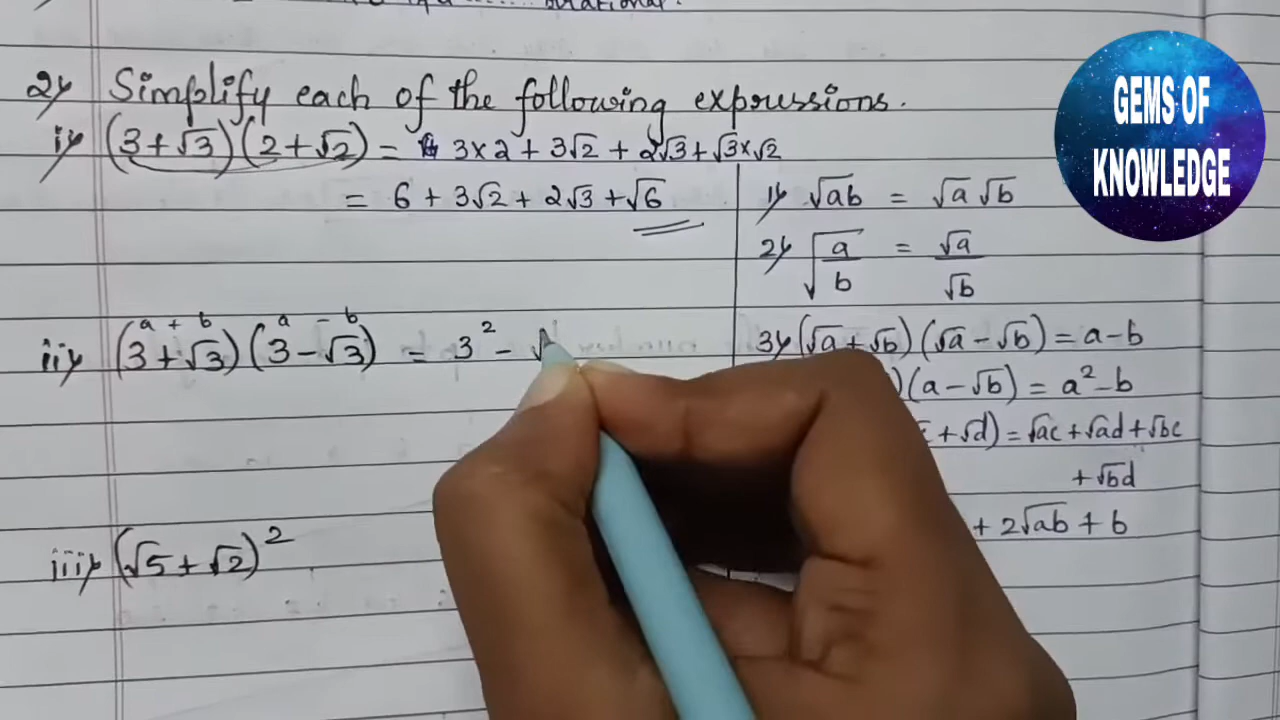 2) Simplify each of the following expressions.
i) (3+√3)(2+√2) = 3×2 + 3√2 + 2√3 + √3×√2
= 6 + 3√2 + 2√3 + √6
1) √ab = √a √b
2) √(a/b) = √a/√b
a + b a - b
ii) (3+√3)(3-√3) = 3² - √
3) (√a + √b)(√a - √b) = a-b
)(a-√b) = a²-b
+√d) = √ac + √ad + √bc
+ √bd
+ 2√ab + b
iii) (√5+√2)²
GEMS OF
KNOWLEDGE